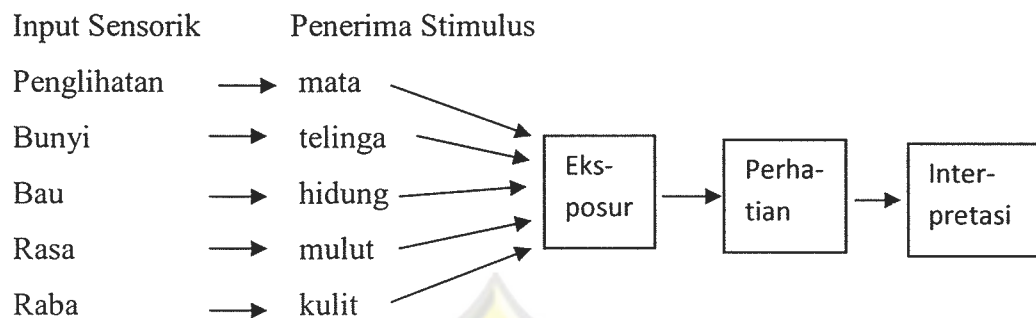 Input Sensorik Penerima Stimulus
Penglihatan mata
Bunyi telinga
Bau hidung
Rasa mulut
Raba kulit
Eks-
posur
Perha-
tian
Inter-
pretasi